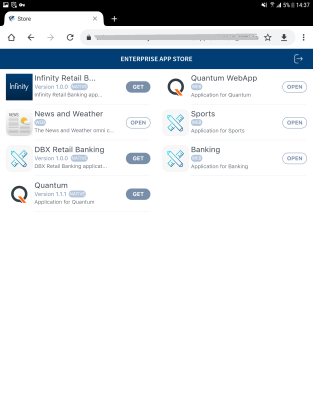 5% 14:27
Store
ENTERPRISE APP STORE
Infinity
Infinity Retail B...
Version 1.0.0 NATIVE
Infinity Retail Banking app...
GET
Quantum WebApp
WEB
Application for Quantum
OPEN
NEWS
News and Weather
WEB
The News and Weather omni c...
OPEN
Sports
WEB
Application for Sports
OPEN
DBX Retail Banking
Version 1.0.0 NATIVE
DBX Retail Banking applicat...
GET
Banking
WEB
Application for Banking
OPEN
Quantum
Version 1.1.1 NATIVE
Application for Quantum
GET